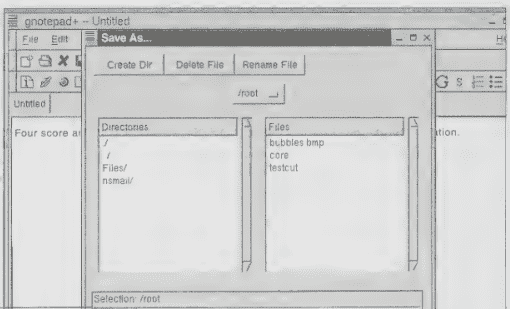 gnotepad+ -- Untitled
File Edit
Save As...
Create Dir Delete File Rename File
/root
G S
Untitled
Four score a
ation.
Directories
/
/
Files/
nsmail/
Files
bubbles bmp
core
testcut
Selection: /root